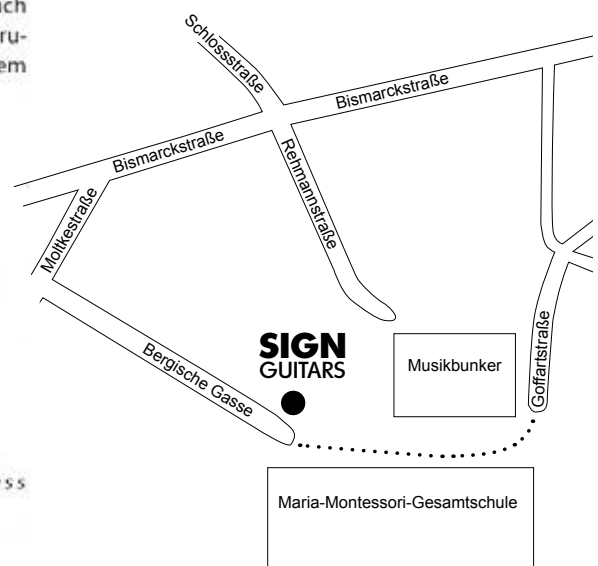 Schlossstraße
Bismarckstraße
Bismarckstraße
Rehmannstraße
Moltkestraße
Bergische Gasse
SIGN
GUITARS
Musikbunker
Goffartstraße
Maria-Montessori-Gesamtschule